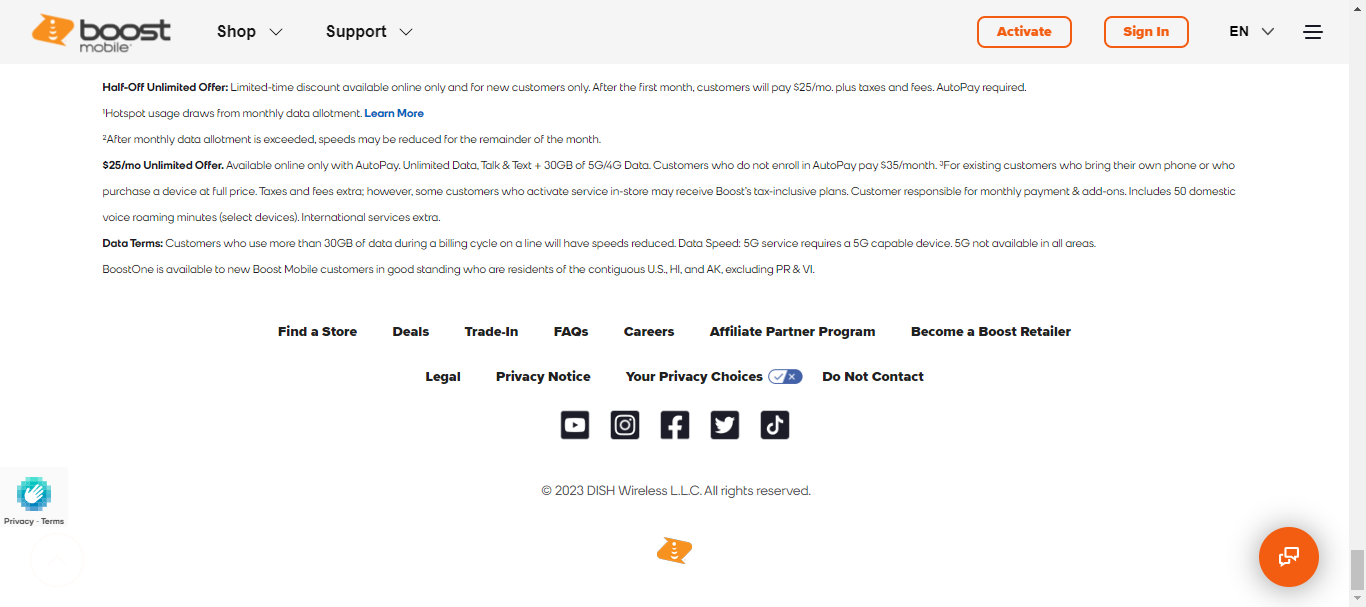 boost
mobile
Shop
Support
Activate
Sign In
EN
Half-Off Unlimited Offer: Limited-time discount available online only and for new customers only. After the first month, customers will pay $25/mo. plus taxes and fees. AutoPay required.
¹Hotspot usage draws from monthly data allotment. Learn More
²After monthly data allotment is exceeded, speeds may be reduced for the remainder of the month.
$25/mo Unlimited Offer. Available online only with AutoPay. Unlimited Data, Talk & Text + 30GB of 5G/4G Data. Customers who do not enroll in AutoPay pay $35/month. ³For existing customers who bring their own phone or who
purchase a device at full price. Taxes and fees extra; however, some customers who activate service in-store may receive Boost's tax-inclusive plans. Customer responsible for monthly payment & add-ons. Includes 50 domestic
voice roaming minutes (select devices). International services extra.
Data Terms: Customers who use more than 30GB of data during a billing cycle on a line will have speeds reduced. Data Speed: 5G service requires a 5G capable device. 5G not available in all areas.
BoostOne is available to new Boost Mobile customers in good standing who are residents of the contiguous U.S., HI, and AK, excluding PR & VI.
Find a Store Deals Trade-In FAQs Careers Affiliate Partner Program Become a Boost Retailer
Legal Privacy Notice Your Privacy Choices Do Not Contact
© 2023 DISH Wireless L.L.C. All rights reserved.
Privacy - Terms